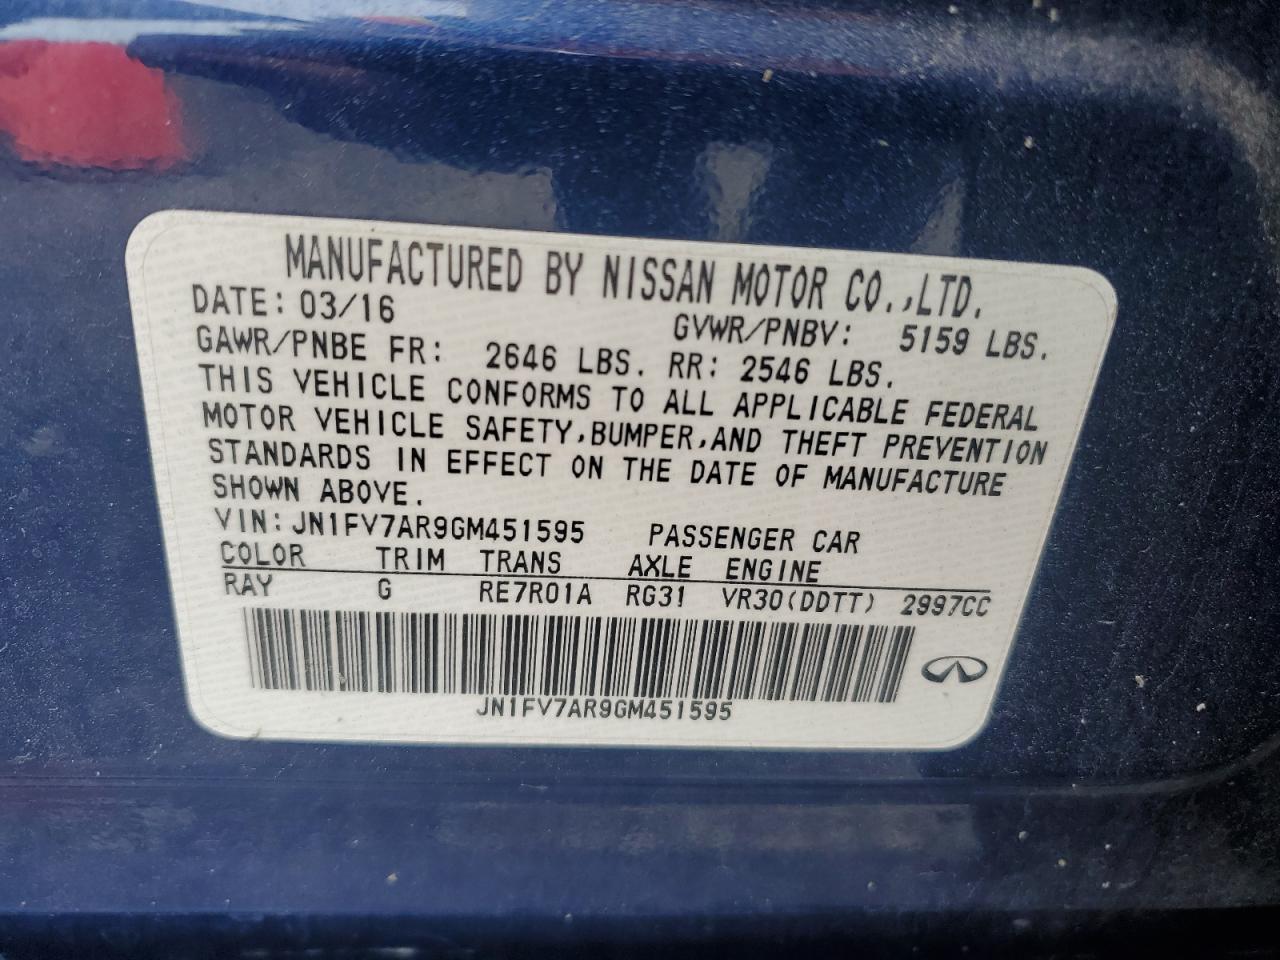 MANUFACTURED BY NISSAN MOTOR CO.,LTD.
DATE: 03/16 GVWR/PNBV: 5159 LBS.
GAWR/PNBE FR: 2646 LBS. RR: 2546 LBS.
THIS VEHICLE CONFORMS TO ALL APPLICABLE FEDERAL
MOTOR VEHICLE SAFETY,BUMPER,AND THEFT PREVENTION
STANDARDS IN EFFECT ON THE DATE OF MANUFACTURE
SHOWN ABOVE.
VIN:JN1FV7AR9GM451595 PASSENGER CAR
COLOR TRIM TRANS AXLE ENGINE
RAY G RE7R01A RG31 VR30(DDTT) 2997CC
JN1FV7AR9GM451595